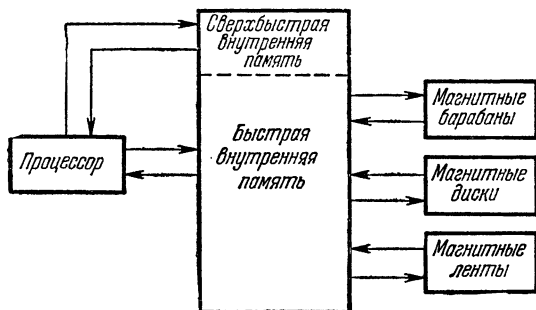 Сверхбыстрая
внутренняя
память
Быстрая
внутренняя
память
Процессор
Магнитные
барабаны
Магнитные
диски
Магнитные
ленты